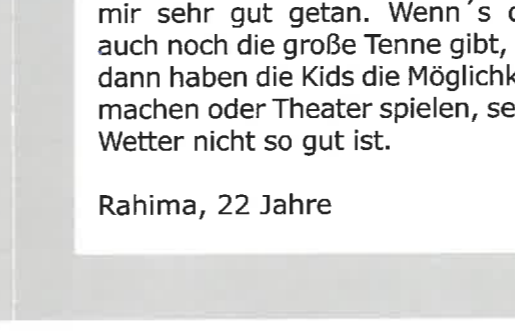 mir sehr gut getan. Wenn´s
auch noch die große Tenne gibt,
dann haben die Kids die Möglichk
machen oder Theater spielen, se
Wetter nicht so gut ist.
Rahima, 22 Jahre